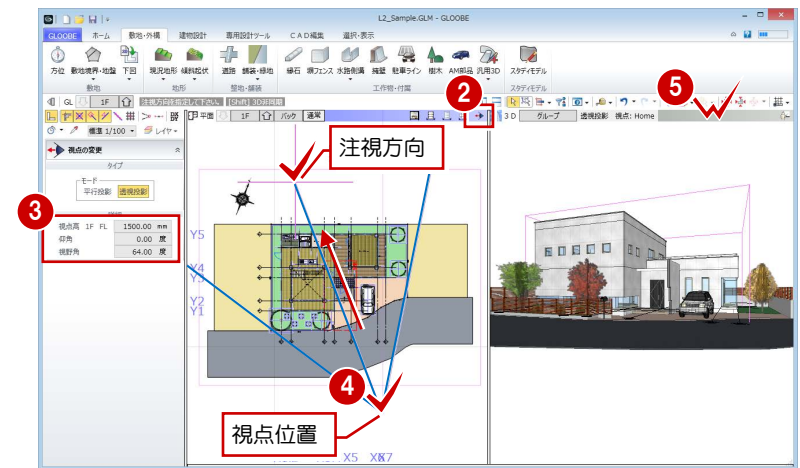 L2_Sample.GLM - GLOOBE
GLOOBE ホーム 敷地・外構 建物設計 専用設計ツール CAD編集 選択・表示
方位 敷地境界・地盤 下図 現況地形 傾斜起伏 道路 舗装・緑地 縁石 塀フェンス 水路側溝 擁壁 駐車ライン 樹木 AM部品 汎用3D スタディモデル
敷地 地形 整地・舗装 工作物・付属 スタディモデル
GL 1F 注視方向を指定して下さい。 [Shift] 3D非同期
平面 1F バック 通常
3D グループ 透視投影 視点: Home
標準 1/100 レイヤ
視点の変更
タイプ
モード
平行投影 透視投影
視点高 1F FL 1500.00 mm
仰角 0.00 度
視野角 64.00 度
2
5
3
4
注視方向
視点位置
Y5
Y4
Y3
Y2
Y1
X5